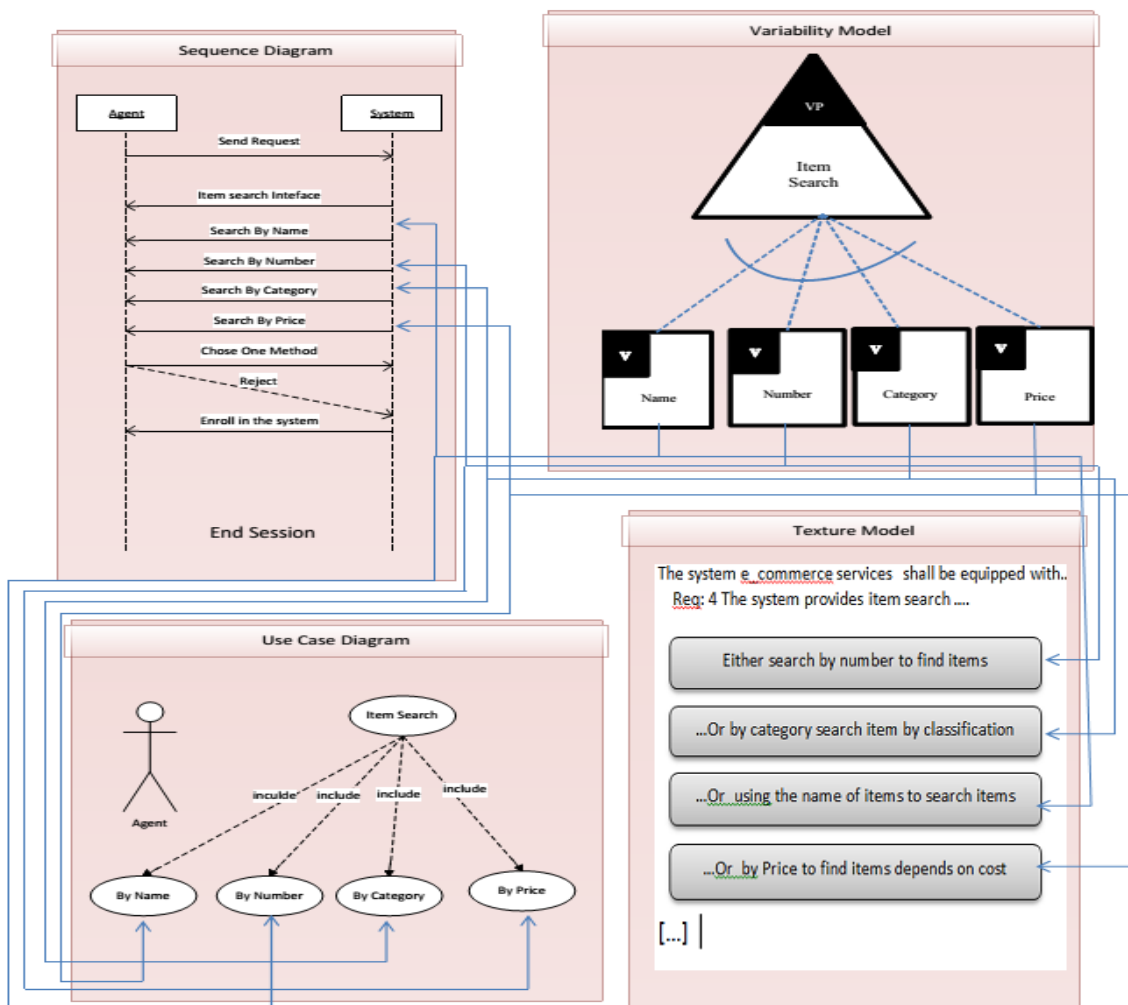 Sequence Diagram
Agent
System
Send Request
Item search Inteface
Search By Name
Search By Number
Search By Category
Search By Price
Chose One Method
Reject
Enroll in the system
End Session
Variability Model
VP
Item
Search
V
Name
V
Number
V
Category
V
Price
Use Case Diagram
Item Search
inculde
include
include
include
Agent
By Name
By Number
By Category
By Price
Texture Model
The system e_commerce services shall be equipped with..
Req: 4 The system provides item search ....
Either search by number to find items
...Or by category search item by classification
...Or using the name of items to search items
...Or by Price to find items depends on cost
[...]